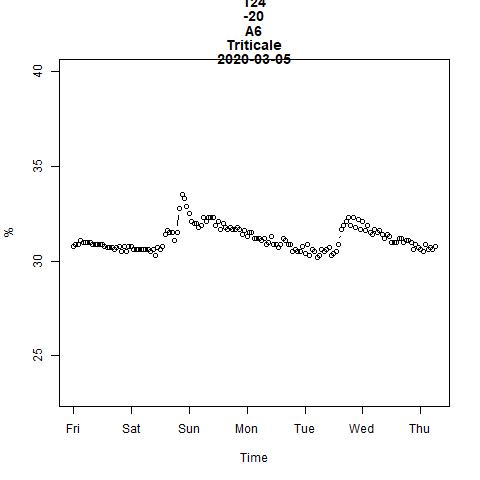 T24
-20
A6
Triticale
2020-03-05
40
35
30
25
%
Fri Sat Sun Mon Tue Wed Thu
Time